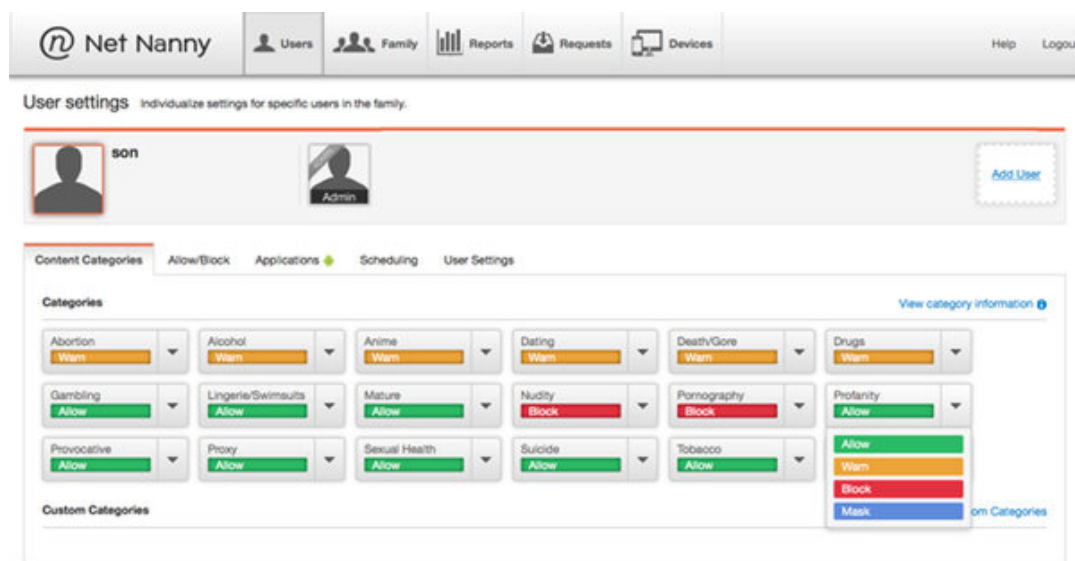 Net Nanny Users Family Reports Requests Devices Help Logou
User settings Individualize settings for specific users in the family.
son
Admin
Add User
Content Categories Allow/Block Applications Scheduling User Settings
Categories View category information
Abortion Alcohol Anime Dating Death/Gore Drugs
Warn Warn Warn Warn Warn Warn
Gambling Lingerie/Swimsuits Mature Nudity Pornography Profanity
Allow Allow Allow Block Block Allow
Provocative Proxy Sexual Health Suicide Tobacco
Allow Allow Allow Allow Allow
Allow
Warn
Block
Mask
Custom Categories om Categories